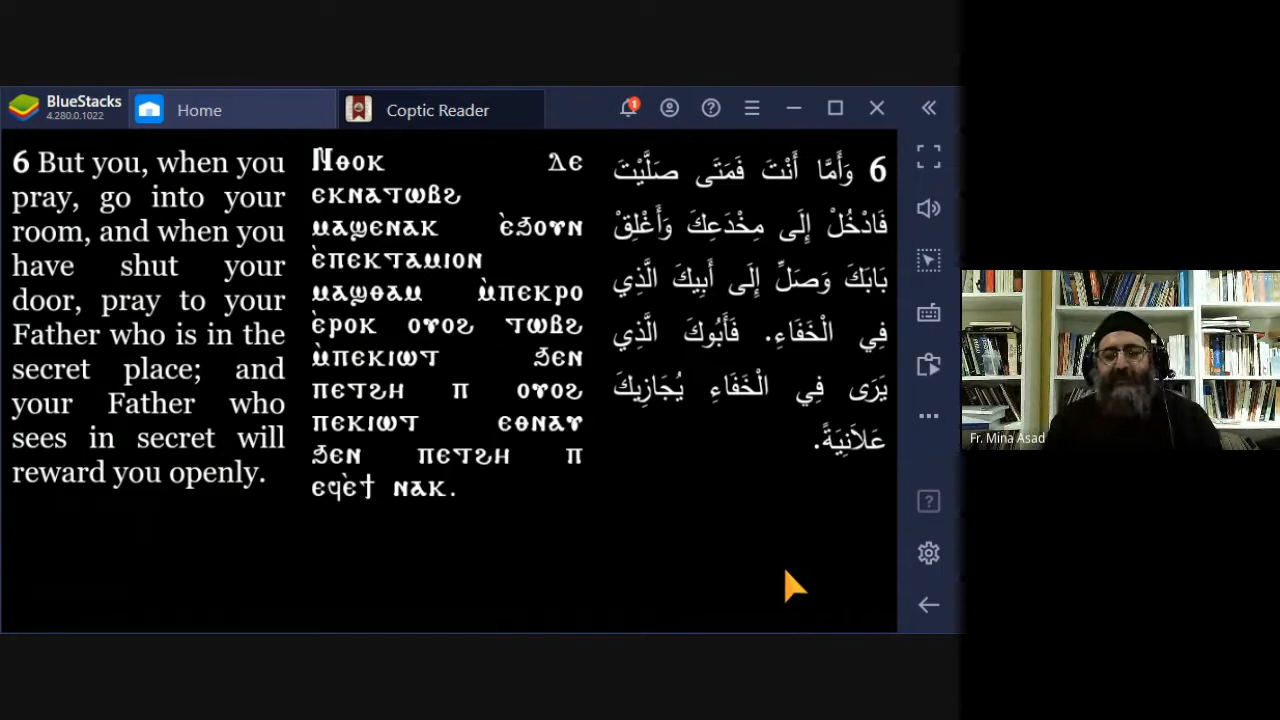 BlueStacks
4.280.0.1022
Home
Coptic Reader
1
6 But you, when you
pray, go into your
room, and when you
have shut your
door, pray to your
Father who is in the
secret place; and
your Father who
sees in secret will
reward you openly.
Ⲛⲑⲟⲕ ⲇⲉ
ⲉⲕⲛⲁⲧⲱⲃϩ
ⲙⲁϣⲉⲛⲁⲕ ⲉ̀ϧⲟⲩⲛ
ⲉ̀ⲡⲉⲕⲧⲁⲙⲓⲟⲛ
ⲙⲁϣⲑⲁⲙ ⲙ̀ⲡⲉⲕⲣⲟ
ⲉ̀ⲣⲟⲕ ⲟⲩⲟϩ ⲧⲱⲃϩ
ⲙ̀ⲡⲉⲕⲓⲱⲧ ϧⲉⲛ
ⲡⲉⲧϩⲏ ⲡ ⲟⲩⲟϩ
ⲡⲉⲕⲓⲱⲧ ⲉⲑⲛⲁⲩ
ϧⲉⲛ ⲡⲉⲧϩⲏ ⲡ
ⲉϥⲉ̀ϯ ⲛⲁⲕ.
6 وَأَمَّا أَنْتَ فَمَتَى صَلَّيْتَ
فَادْخُلْ إِلَى مِخْدَعِكَ وَأَغْلِقْ
بَابَكَ وَصَلِّ إِلَى أَبِيكَ الَّذِي
فِي الْخَفَاءِ. فَأَبُوكَ الَّذِي
يَرَى فِي الْخَفَاءِ يُجَازِيكَ
عَلاَنِيَةً.
Fr. Mina Asad